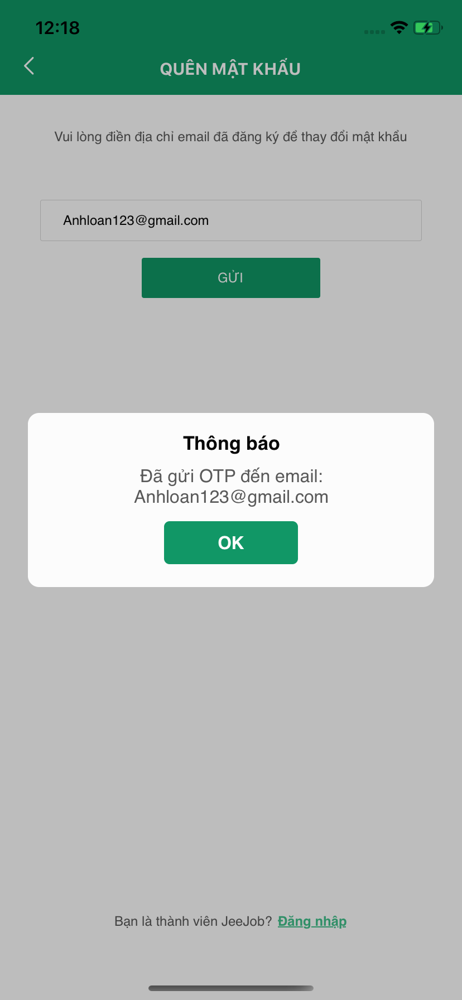 12:18
QUÊN MẬT KHẨU
Vui lòng điền địa chỉ email đã đăng ký để thay đổi mật khẩu
Anhloan123@gmail.com
GỬI
Thông báo
Đã gửi OTP đến email:
Anhloan123@gmail.com
OK
Bạn là thành viên JeeJob? Đăng nhập